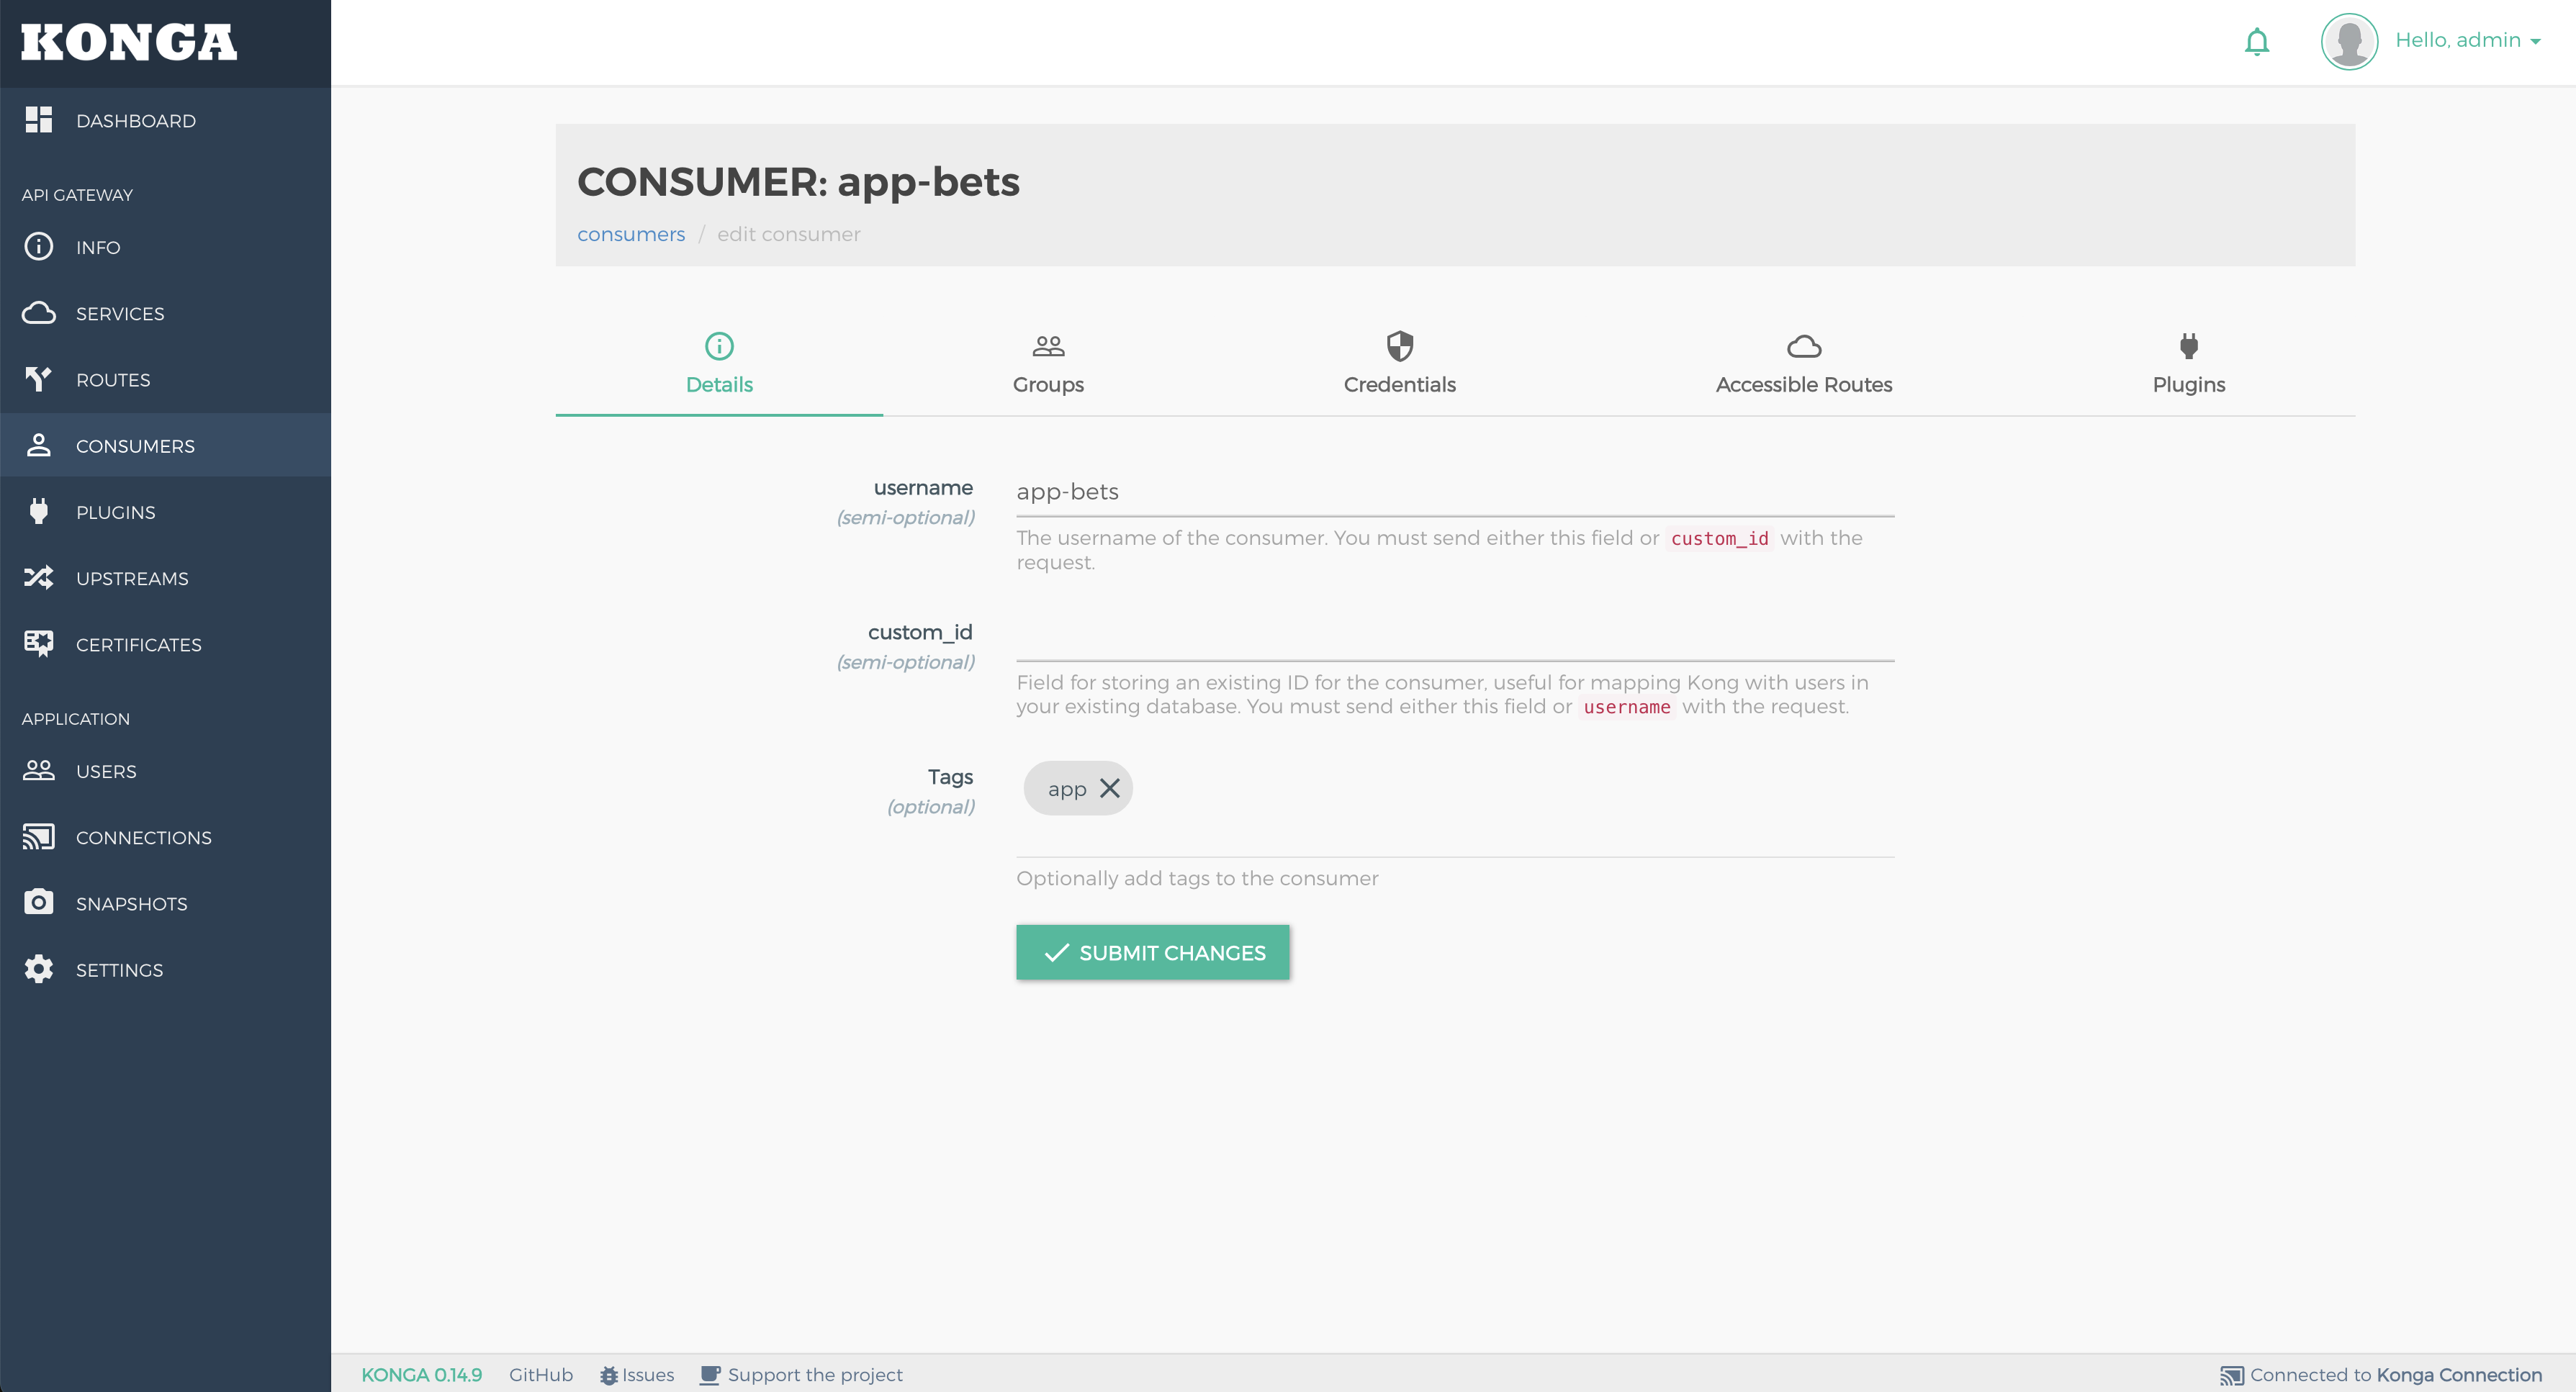 KONGA
Hello, admin
DASHBOARD
API GATEWAY
INFO
SERVICES
ROUTES
CONSUMERS
PLUGINS
UPSTREAMS
CERTIFICATES
APPLICATION
USERS
CONNECTIONS
SNAPSHOTS
SETTINGS
CONSUMER: app-bets
consumers / edit consumer
Details Groups Credentials Accessible Routes Plugins
username
(semi-optional)
app-bets
The username of the consumer. You must send either this field or custom_id with the
request.
custom_id
(semi-optional)
Field for storing an existing ID for the consumer, useful for mapping Kong with users in
your existing database. You must send either this field or username with the request.
Tags
(optional)
app
Optionally add tags to the consumer
SUBMIT CHANGES
KONGA 0.14.9 GitHub Issues Support the project Connected to Konga Connection